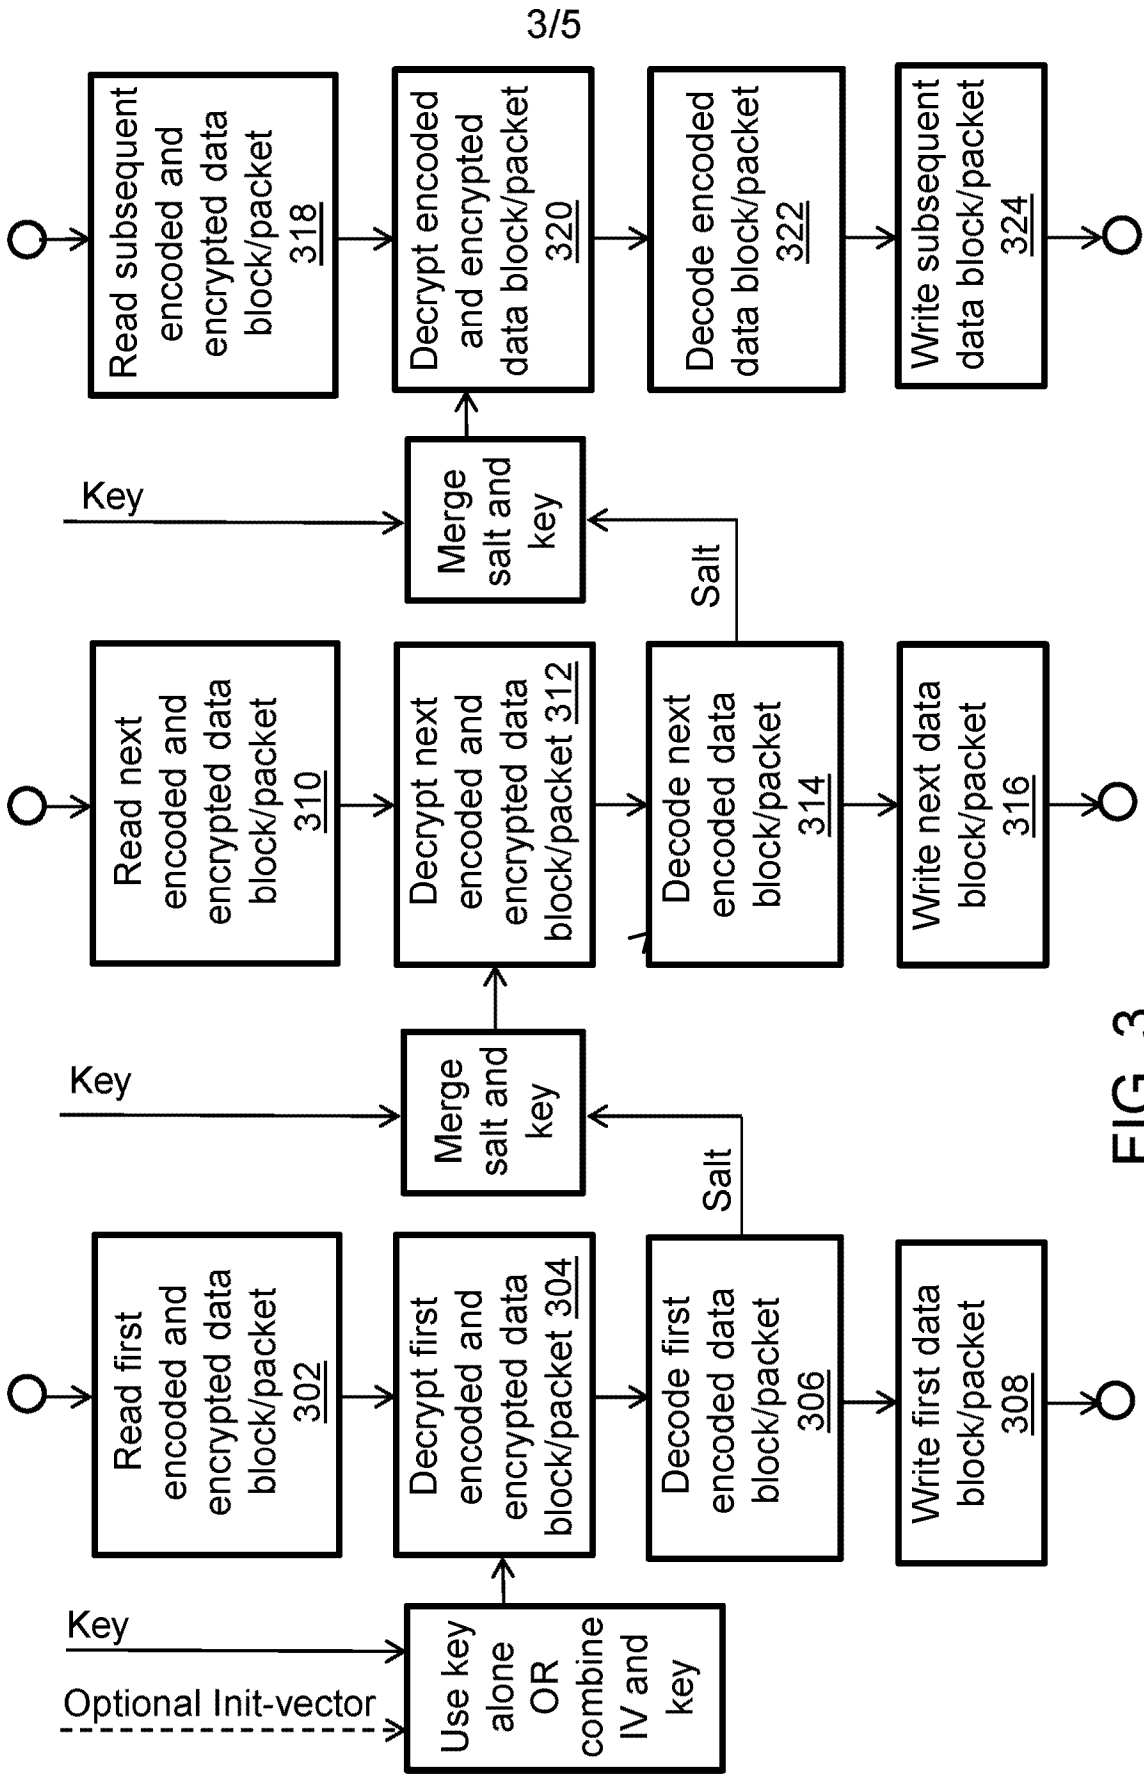 3/5
Optional Init-vector
Key
Use key
alone
OR
combine
IV and
key
Read first
encoded and
encrypted data
block/packet
302
Decrypt first
encoded and
encrypted data
block/packet 304
Decode first
encoded data
block/packet
306
Write first data
block/packet
308
Salt
Key
Merge
salt and
key
Read next
encoded and
encrypted data
block/packet
310
Decrypt next
encoded and
encrypted data
block/packet 312
Decode next
encoded data
block/packet
314
Write next data
block/packet
316
Salt
Key
Merge
salt and
key
Read subsequent
encoded and
encrypted data
block/packet
318
Decrypt encoded
and encrypted
data block/packet
320
Decode encoded
data block/packet
322
Write subsequent
data block/packet
324
FIG. 3